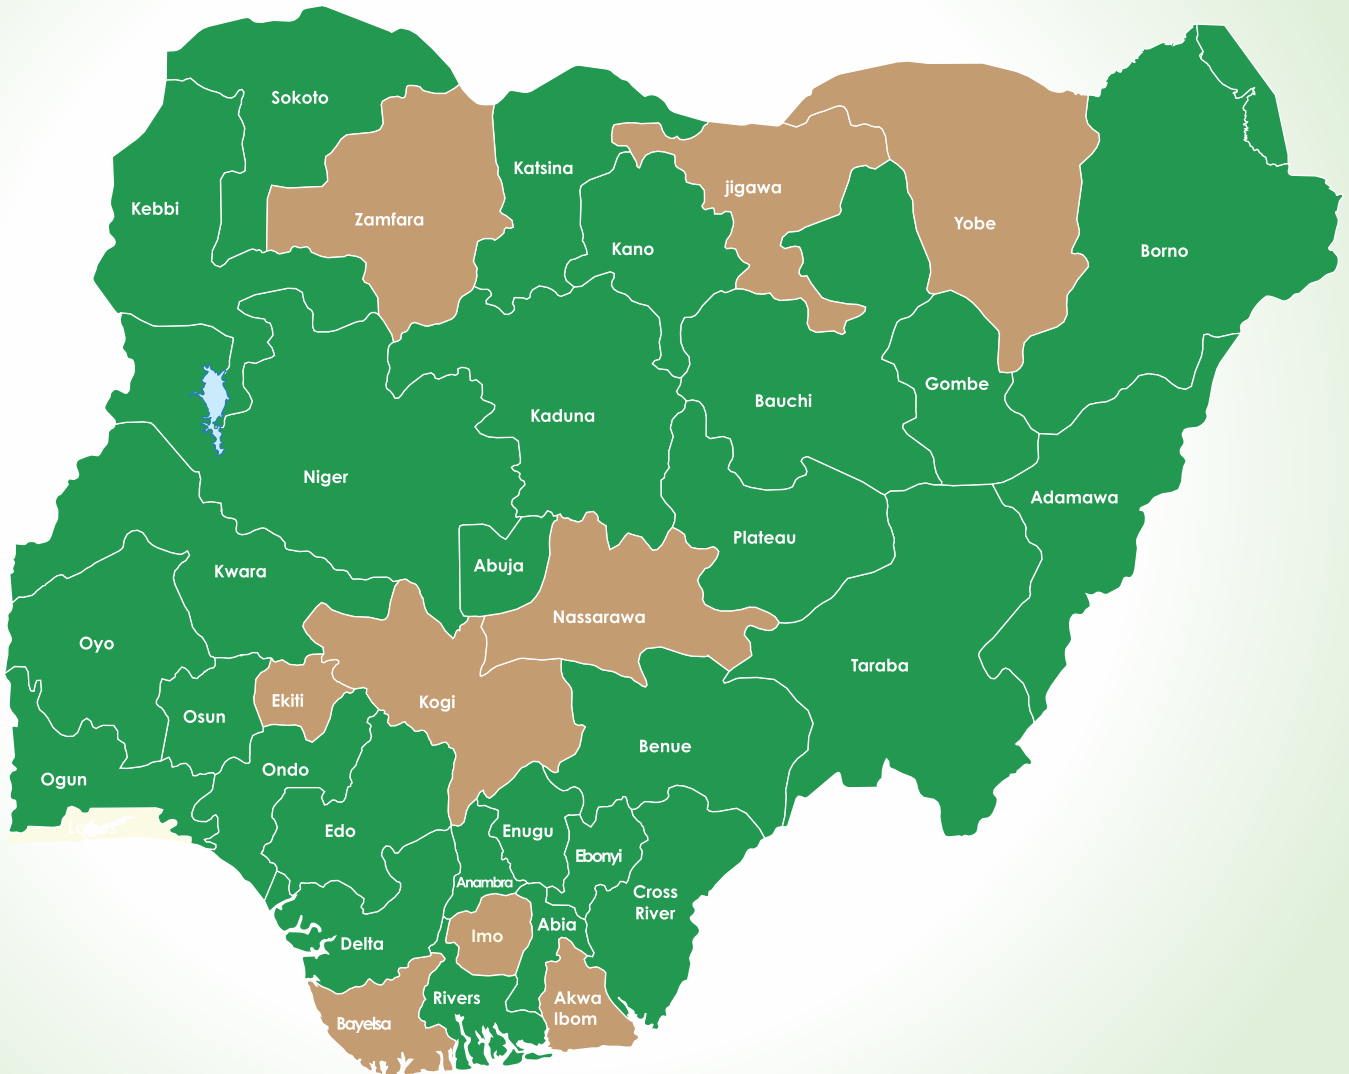 Sokoto
Katsina
jigawa
Kebbi
Zamfara
Yobe
Kano
Borno
Gombe
Bauchi
Kaduna
Niger
Adamawa
Plateau
Abuja
Kwara
Nassarawa
Oyo
Taraba
Ekiti
Kogi
Osun
Benue
Ondo
Ogun
Edo
Enugu
Ebonyi
Anambra
Cross
River
Abia
Imo
Delta
Rivers
Akwa
Ibom
Bayelsa